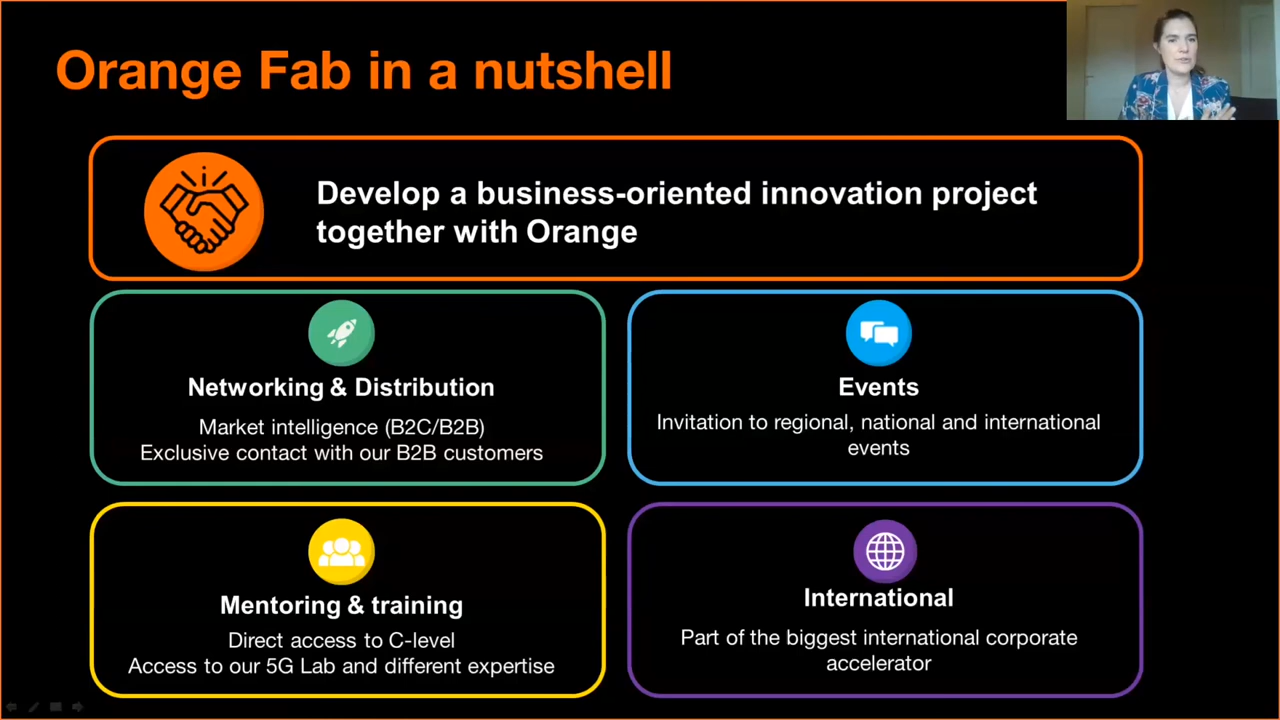 Orange Fab in a nutshell
Develop a business-oriented innovation project
together with Orange
Networking & Distribution
Market intelligence (B2C/B2B)
Exclusive contact with our B2B customers
Events
Invitation to regional, national and international
events
Mentoring & training
Direct access to C-level
Access to our 5G Lab and different expertise
International
Part of the biggest international corporate
accelerator